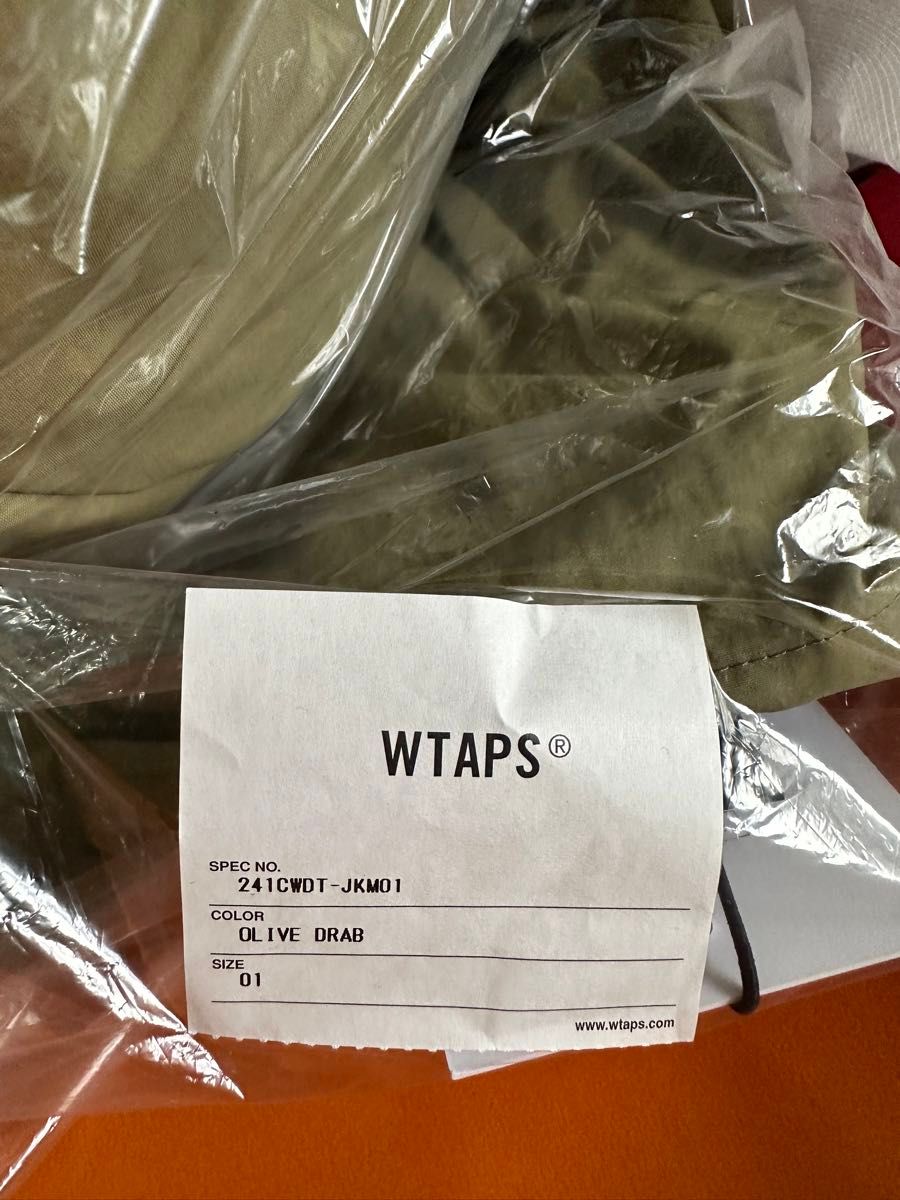 WTAPS®
SPEC NO.
241CWDT-JKM01
COLOR
OLIVE DRAB
SIZE
01
www.wtaps.com